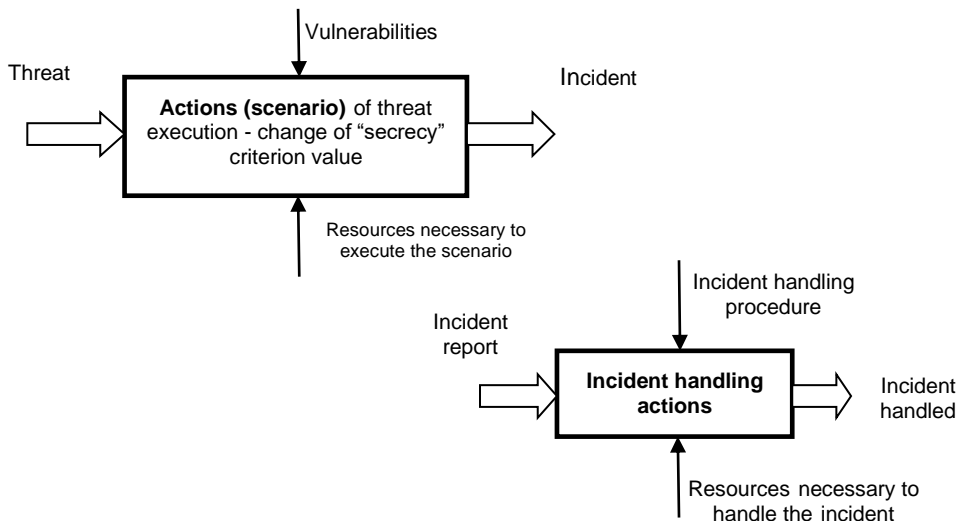 Vulnerabilities
Threat
Incident
Actions (scenario) of threat
execution - change of “secrecy”
criterion value
Resources necessary to
execute the scenario
Incident handling
procedure
Incident
report
Incident handling
actions
Incident
handled
Resources necessary to
handle the incident